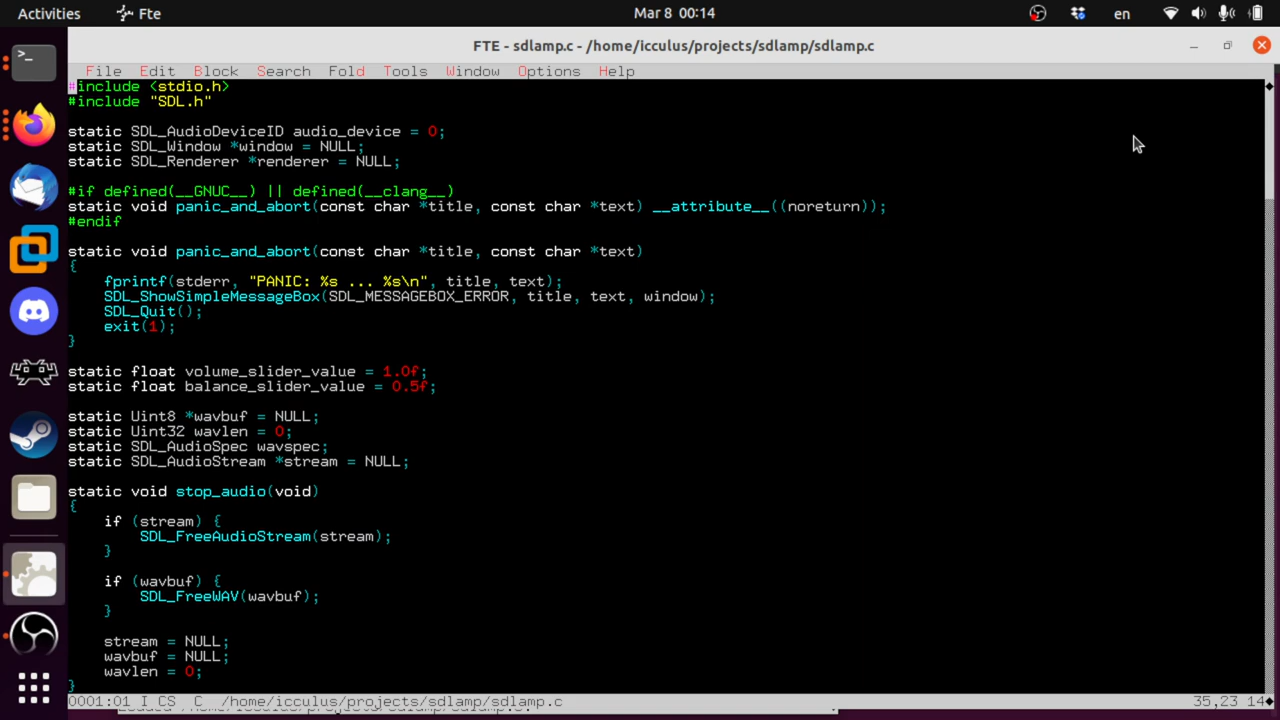 Activities Fte Mar 8 00:14 en
FTE - sdlamp.c - /home/icculus/projects/sdlamp/sdlamp.c
File Edit Block Search Fold Tools Window Options Help
#include <stdio.h>
#include "SDL.h"
static SDL_AudioDeviceID audio_device = 0;
static SDL_Window *window = NULL;
static SDL_Renderer *renderer = NULL;
#if defined(__GNUC__) || defined(__clang__)
static void panic_and_abort(const char *title, const char *text) __attribute__((noreturn));
#endif
static void panic_and_abort(const char *title, const char *text)
{
    fprintf(stderr, "PANIC: %s ... %s\n", title, text);
    SDL_ShowSimpleMessageBox(SDL_MESSAGEBOX_ERROR, title, text, window);
    SDL_Quit();
    exit(1);
}
static float volume_slider_value = 1.0f;
static float balance_slider_value = 0.5f;
static Uint8 *wavbuf = NULL;
static Uint32 wavlen = 0;
static SDL_AudioSpec wavspec;
static SDL_AudioStream *stream = NULL;
static void stop_audio(void)
{
    if (stream) {
        SDL_FreeAudioStream(stream);
    }
    if (wavbuf) {
        SDL_FreeWAV(wavbuf);
    }
    stream = NULL;
    wavbuf = NULL;
    wavlen = 0;
}
0001:01 I CS C /home/icculus/projects/sdlamp/sdlamp.c 35,23 14